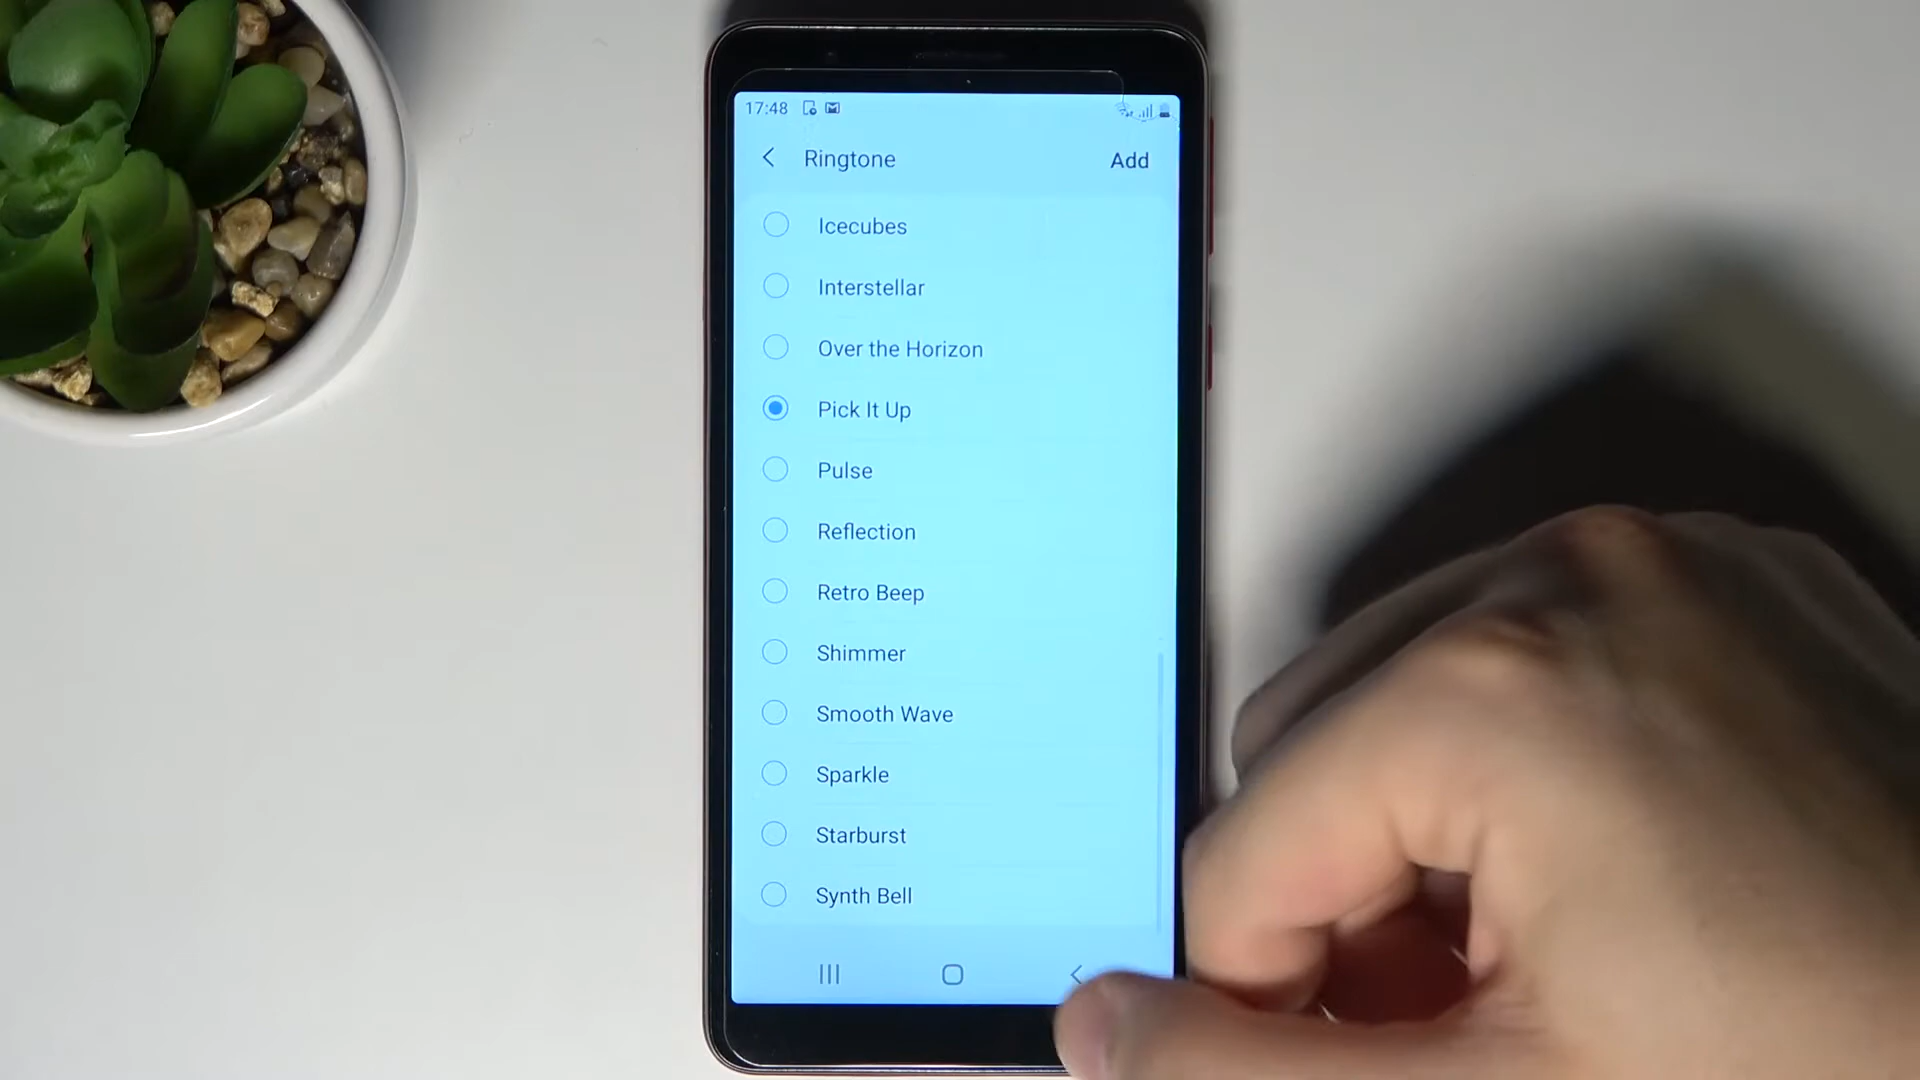 17:48
Ringtone
Add
Icecubes
Interstellar
Over the Horizon
Pick It Up
Pulse
Reflection
Retro Beep
Shimmer
Smooth Wave
Sparkle
Starburst
Synth Bell